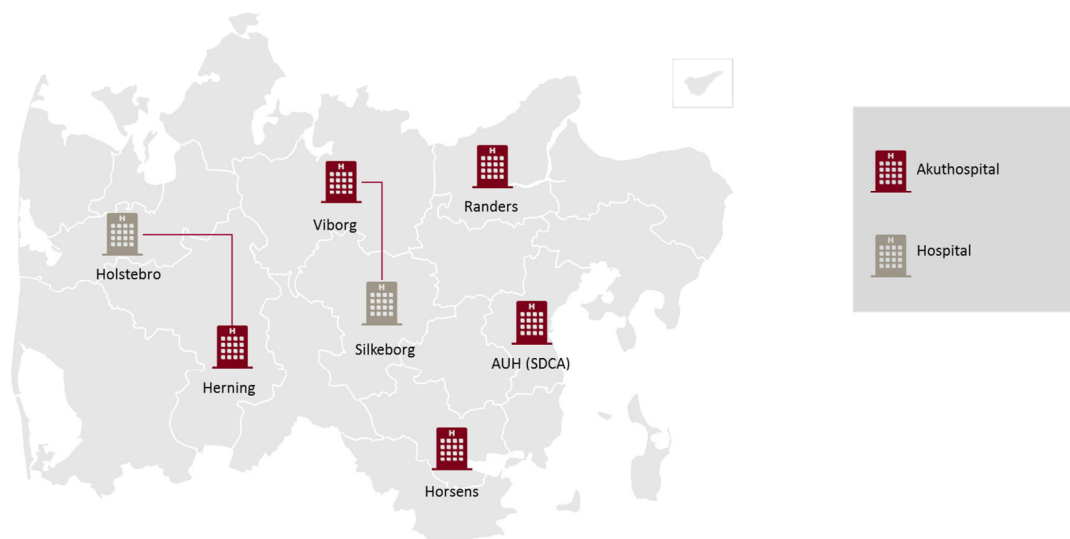 H
Randers
H
Viborg
H
Holstebro
H
Silkeborg
H
AUH (SDCA)
H
Herning
H
Horsens
H
Akuthospital
H
Hospital